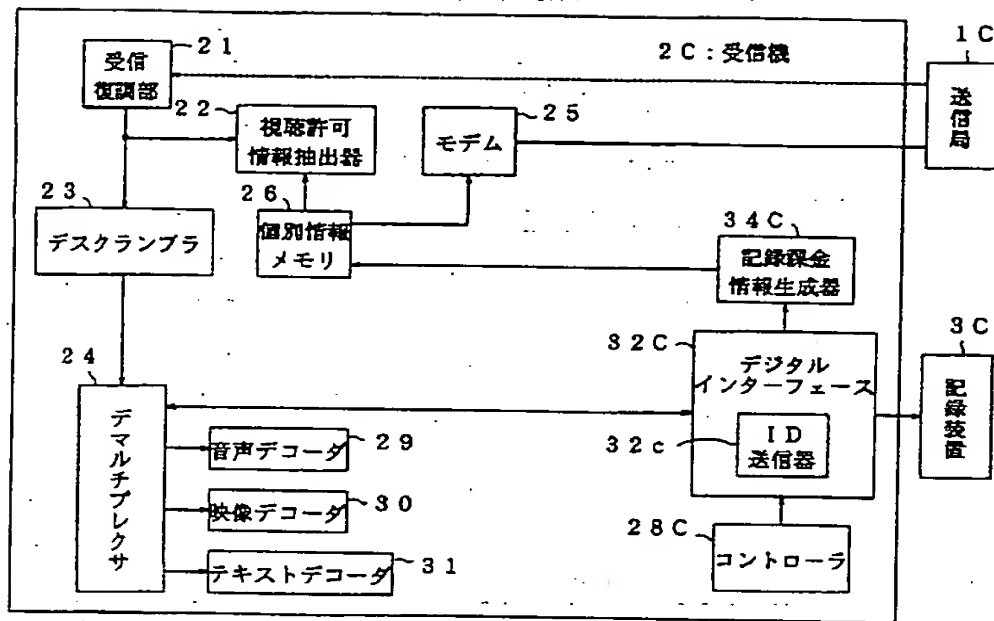 21
受信
復調部
2C:受信機
1C
送信局
22
視聴許可
情報抽出器
25
モデム
23
デスクランブラ
26
個別情報
メモリ
34C
記録課金
情報生成器
32C
デジタル
インターフェース
3C
記録装置
24
デマルチプレクサ
29
音声デコーダ
32c
ID
送信器
30
映像デコーダ
28C
コントローラ
31
テキストデコーダ